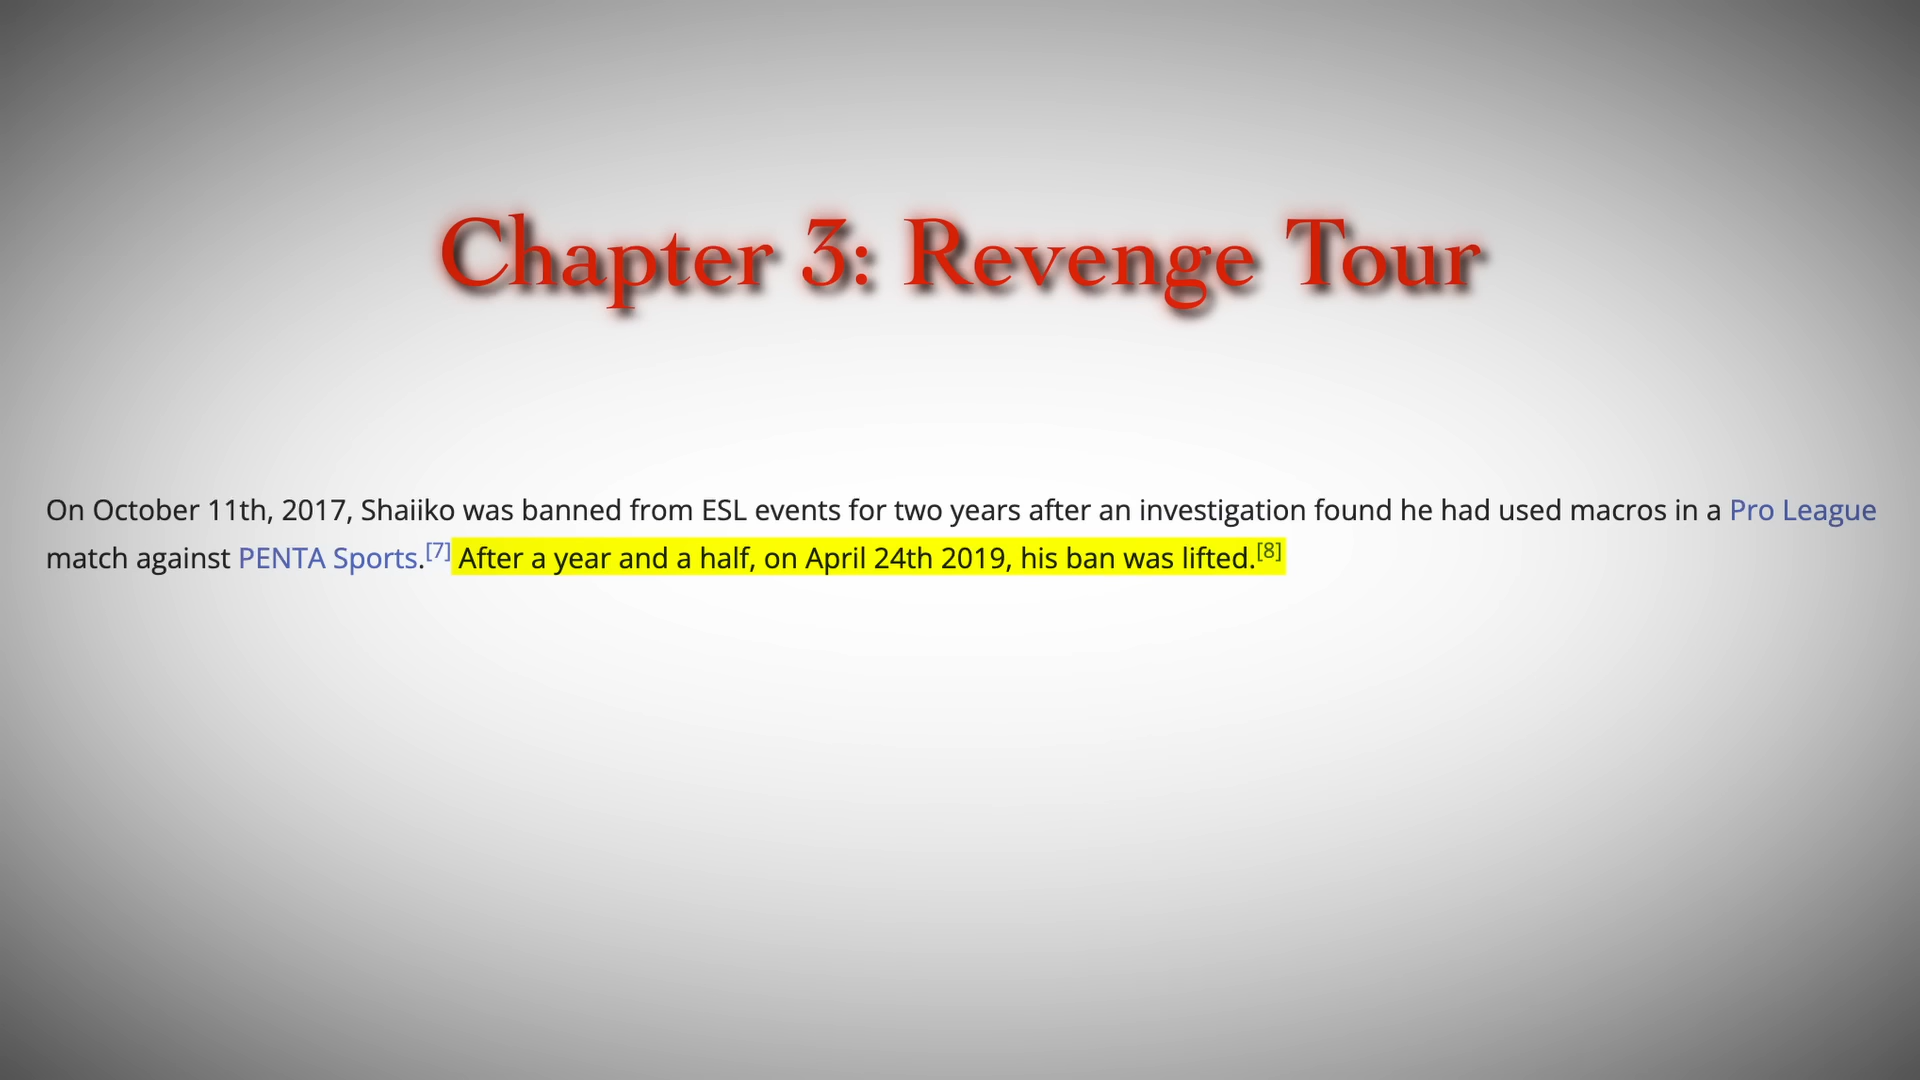 Chapter 3: Revenge Tour
On October 11th, 2017, Shaiiko was banned from ESL events for two years after an investigation found he had used macros in a Pro League
match against PENTA Sports.[7] After a year and a half, on April 24th 2019, his ban was lifted.[8]